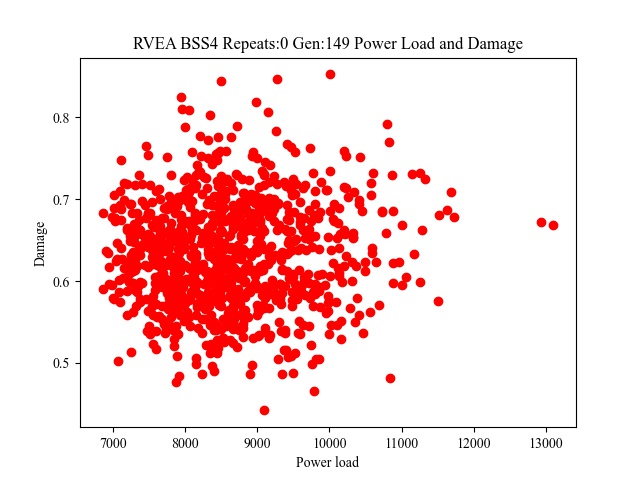 RVEA BSS4 Repeats:0 Gen:149 Power Load and Damage
0.8
0.7
0.6
0.5
Damage
7000 8000 9000 10000 11000 12000 13000
Power load